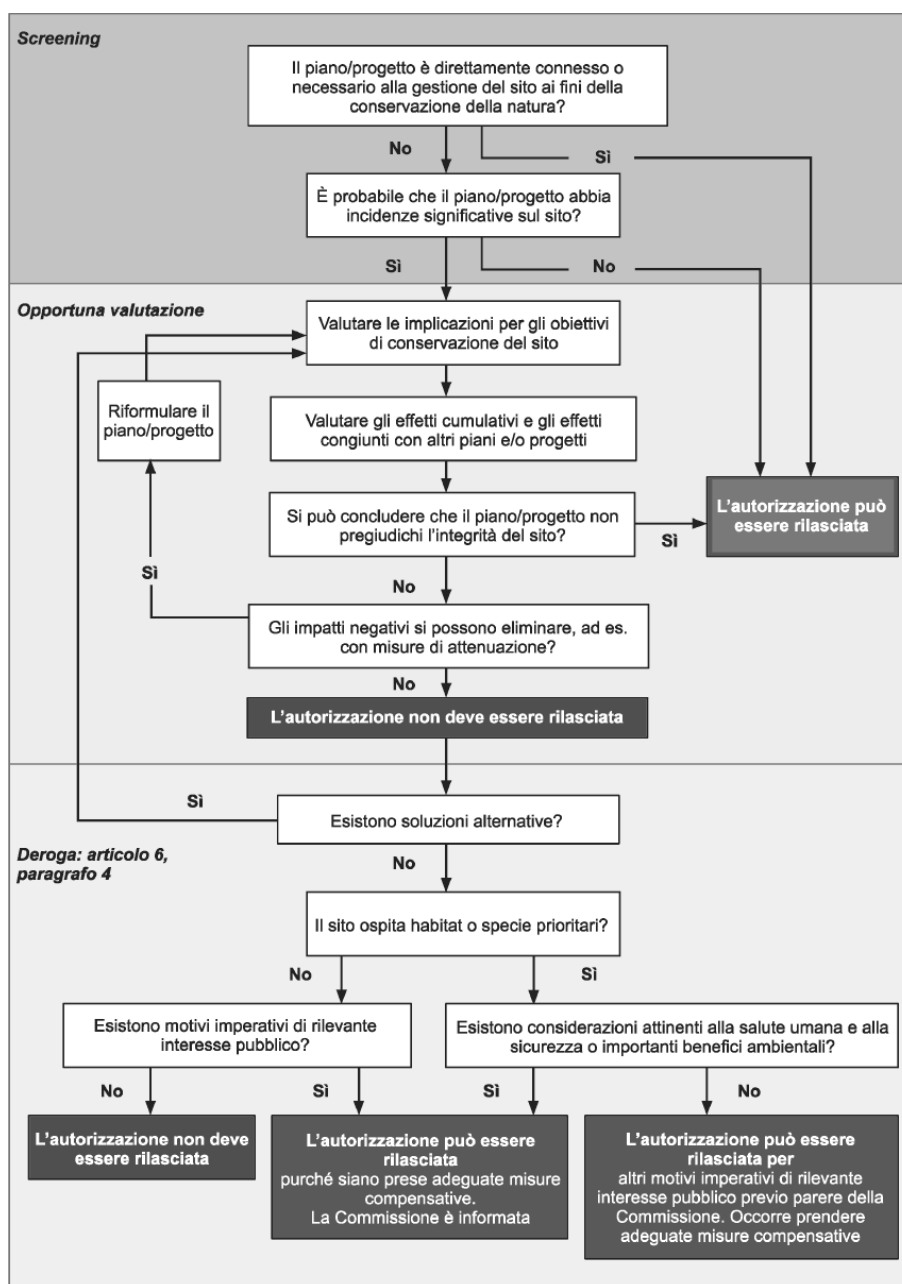 Screening
Il piano/progetto è direttamente connesso o
necessario alla gestione del sito ai fini della
conservazione della natura?
No
Sì
È probabile che il piano/progetto abbia
incidenze significative sul sito?
Sì
No
Opportuna valutazione
Valutare le implicazioni per gli obiettivi
di conservazione del sito
Riformulare il
piano/progetto
Valutare gli effetti cumulativi e gli effetti
congiunti con altri piani e/o progetti
Si può concludere che il piano/progetto non
pregiudichi l'integrità del sito?
Sì
L'autorizzazione può
essere rilasciata
Sì
No
Gli impatti negativi si possono eliminare, ad es.
con misure di attenuazione?
No
L'autorizzazione non deve essere rilasciata
Sì
Esistono soluzioni alternative?
Deroga: articolo 6,
paragrafo 4
No
Il sito ospita habitat o specie prioritari?
No
Sì
Esistono motivi imperativi di rilevante
interesse pubblico?
Esistono considerazioni attinenti alla salute umana e alla
sicurezza o importanti benefici ambientali?
No
Sì
Sì
No
L'autorizzazione non deve
essere rilasciata
L'autorizzazione può essere
rilasciata
purché siano prese adeguate misure
compensative.
La Commissione è informata
L'autorizzazione può essere
rilasciata per
altri motivi imperativi di rilevante
interesse pubblico previo parere della
Commissione. Occorre prendere
adeguate misure compensative